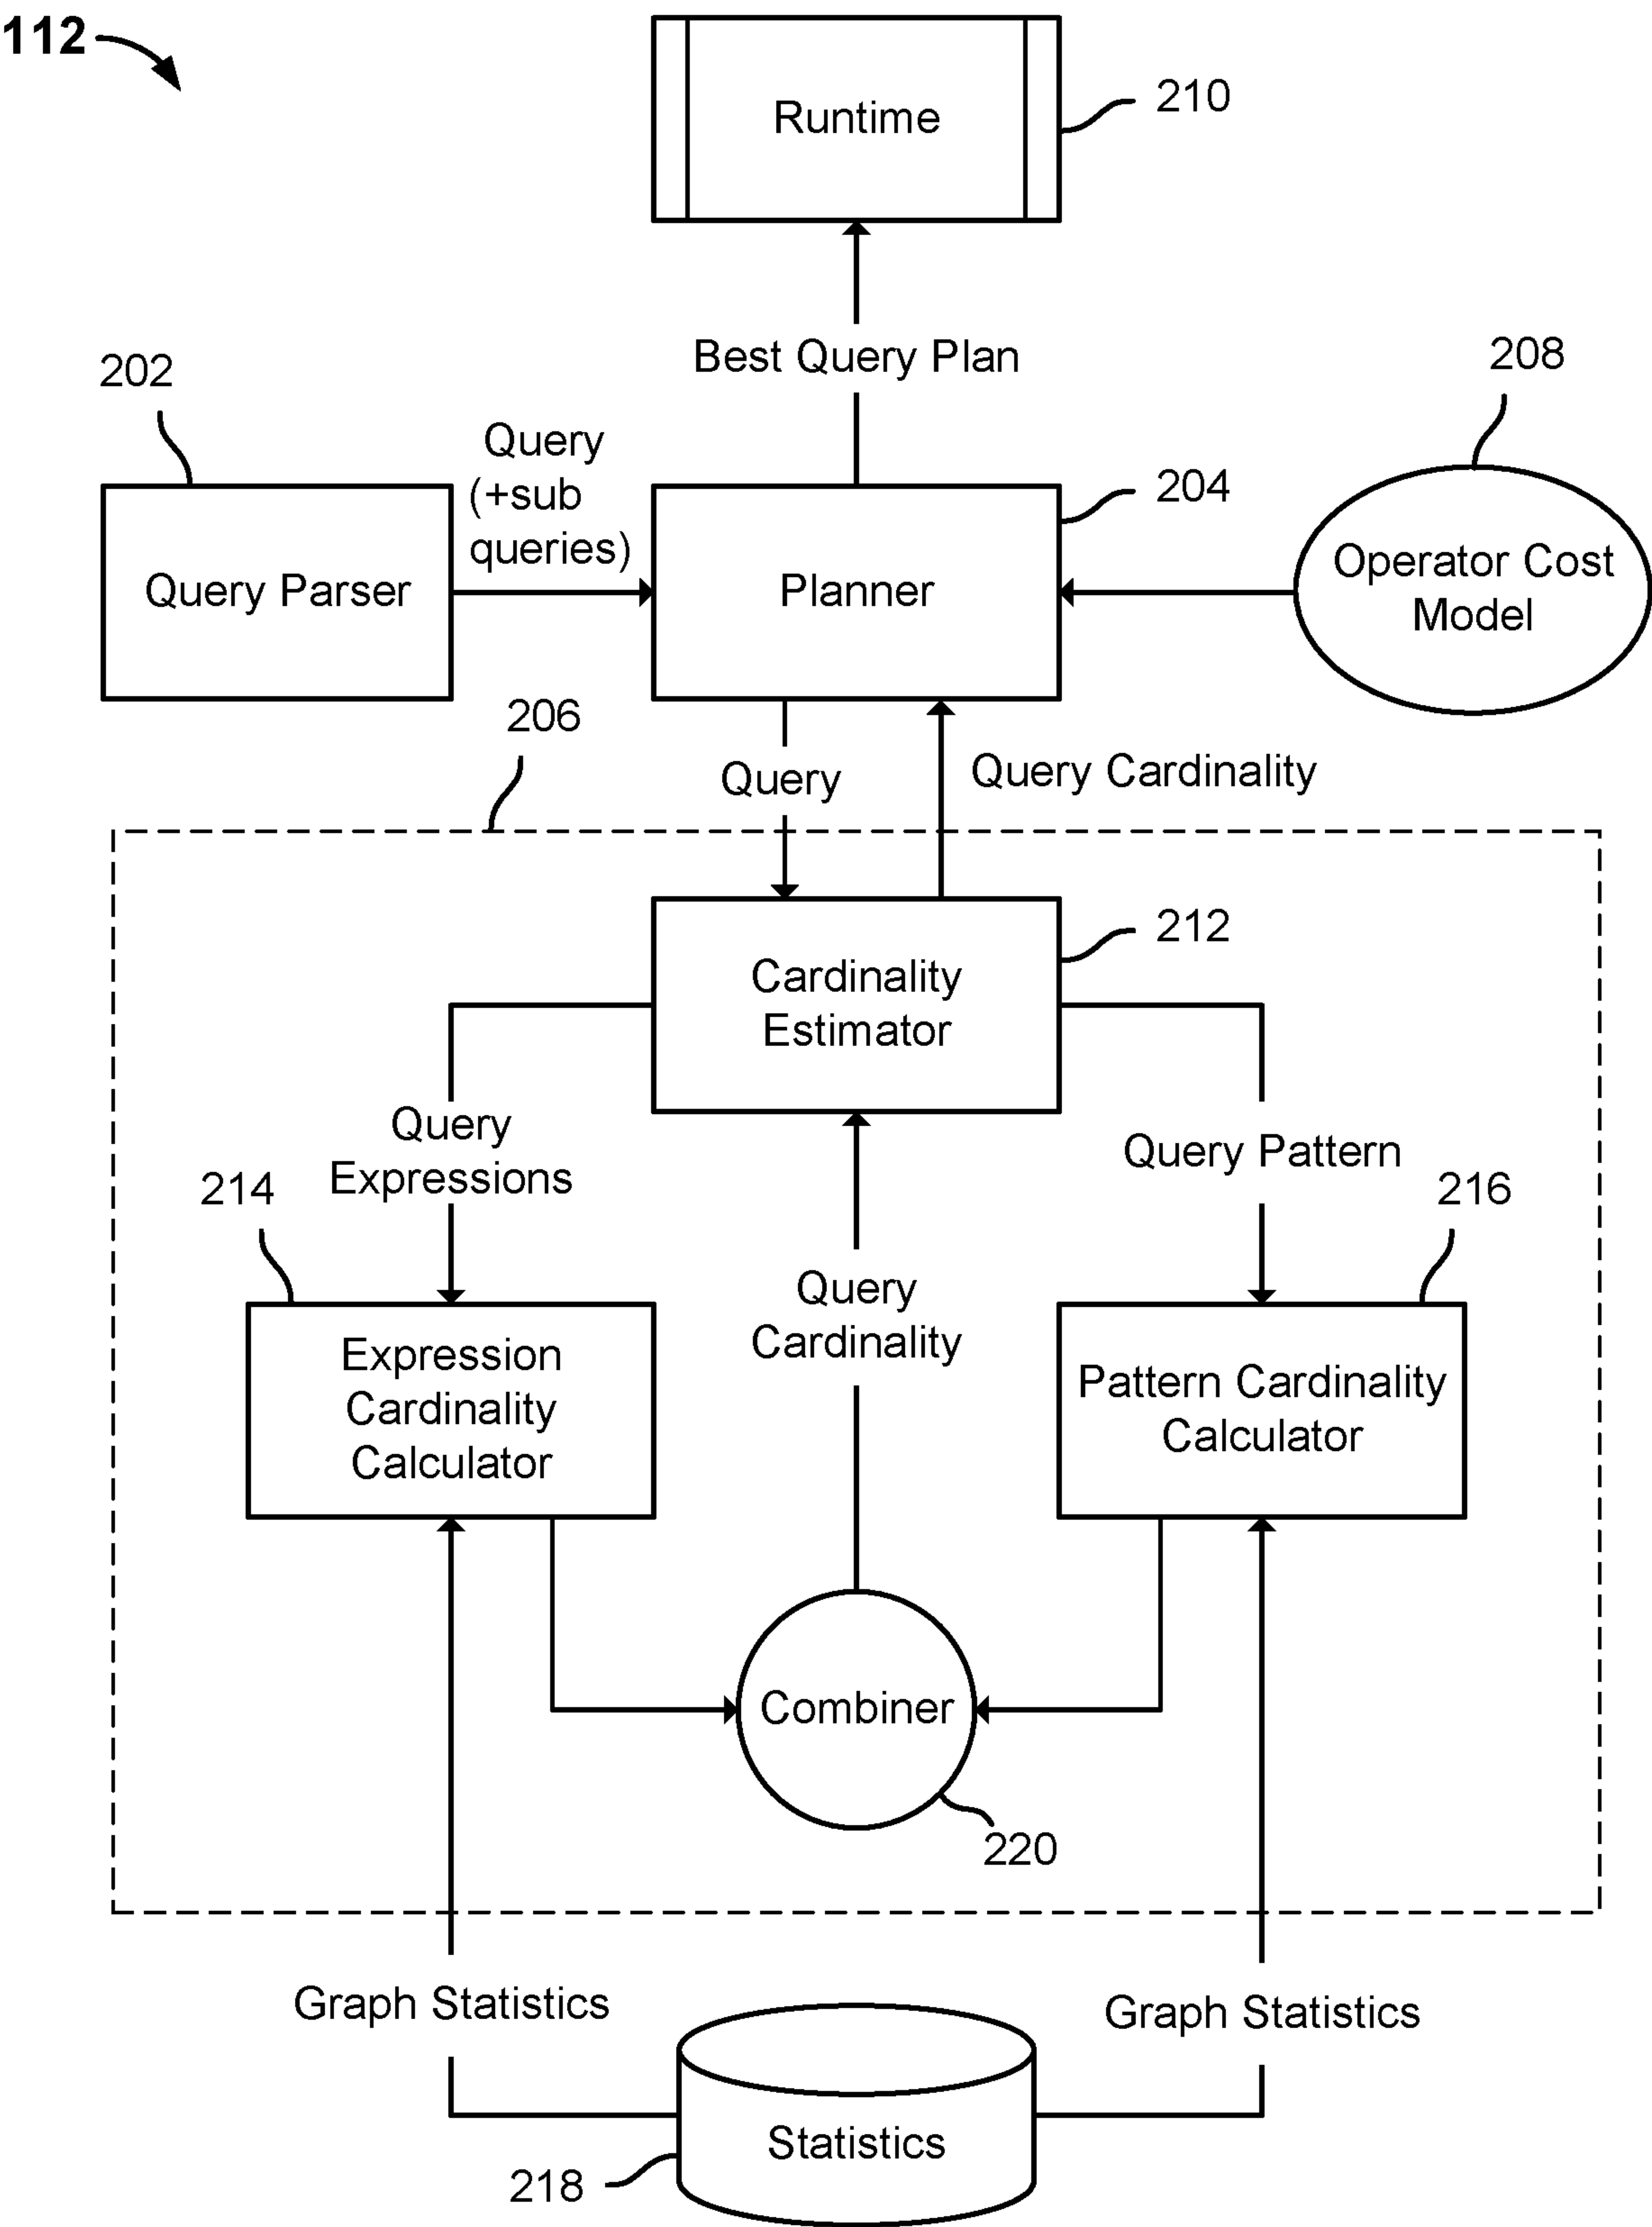 112
Runtime
210
Best Query Plan
202
208
Query
(+sub
queries)
204
Query Parser
Planner
Operator Cost
Model
206
Query
Query Cardinality
212
Cardinality
Estimator
Query
Expressions
Query Pattern
214
216
Query
Cardinality
Expression
Cardinality
Calculator
Pattern Cardinality
Calculator
Combiner
220
Graph Statistics
Graph Statistics
Statistics
218